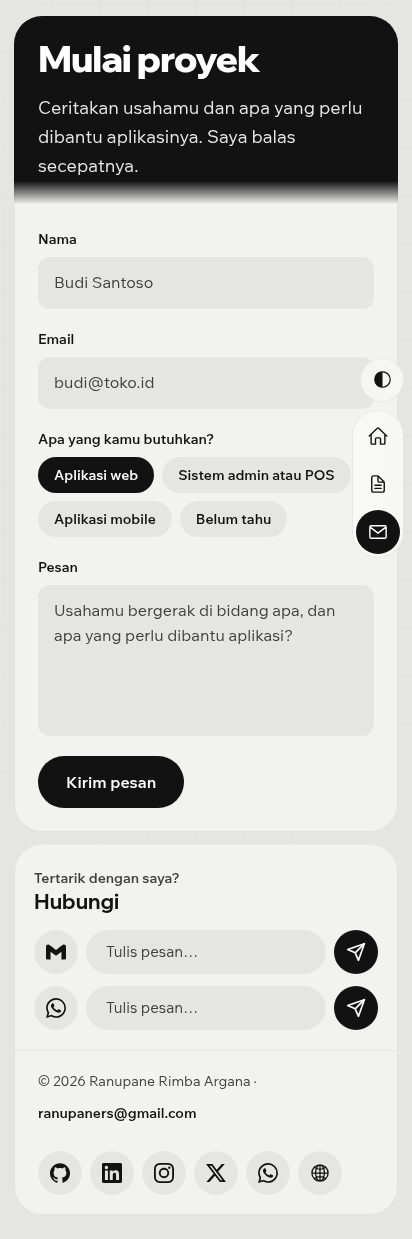 Mulai proyek
Ceritakan usahamu dan apa yang perlu
dibantu aplikasinya. Saya balas
secepatnya.
Nama
Budi Santoso
Email
budi@toko.id
Apa yang kamu butuhkan?
Aplikasi web
Sistem admin atau POS
Aplikasi mobile
Belum tahu
Pesan
Usahamu bergerak di bidang apa, dan
apa yang perlu dibantu aplikasi?
Kirim pesan
Tertarik dengan saya?
Hubungi
Tulis pesan…
Tulis pesan…
© 2026 Ranupane Rimba Argana ·
ranupaners@gmail.com